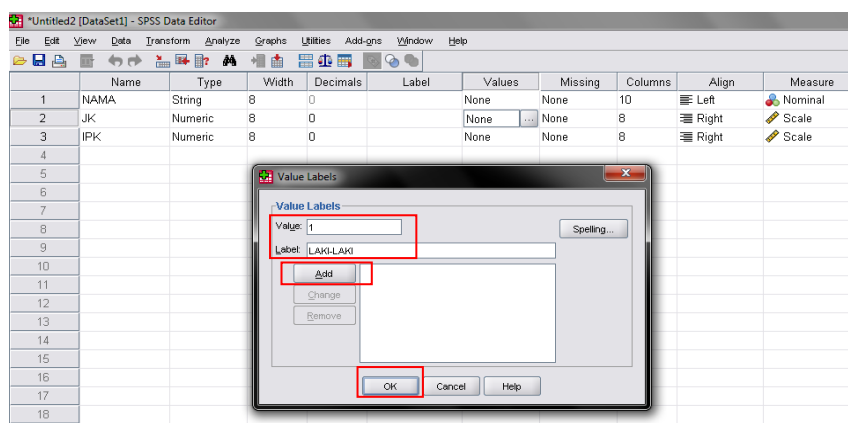 *Untitled2 [DataSet1] - SPSS Data Editor
File Edit View Data Transform Analyze Graphs Utilities Add-ons Window Help
Name Type Width Decimals Label Values Missing Columns Align Measure
1 NAMA String 8 0 None None 10 Left Nominal
2 JK Numeric 8 0 None ... None 8 Right Scale
3 IPK Numeric 8 0 None None 8 Right Scale
4
5
6
7
8
9
10
11
12
13
14
15
16
17
18
Value Labels
Value Labels
Value: 1
Spelling...
Label: LAKI-LAKI
Add
Change
Remove
OK Cancel Help